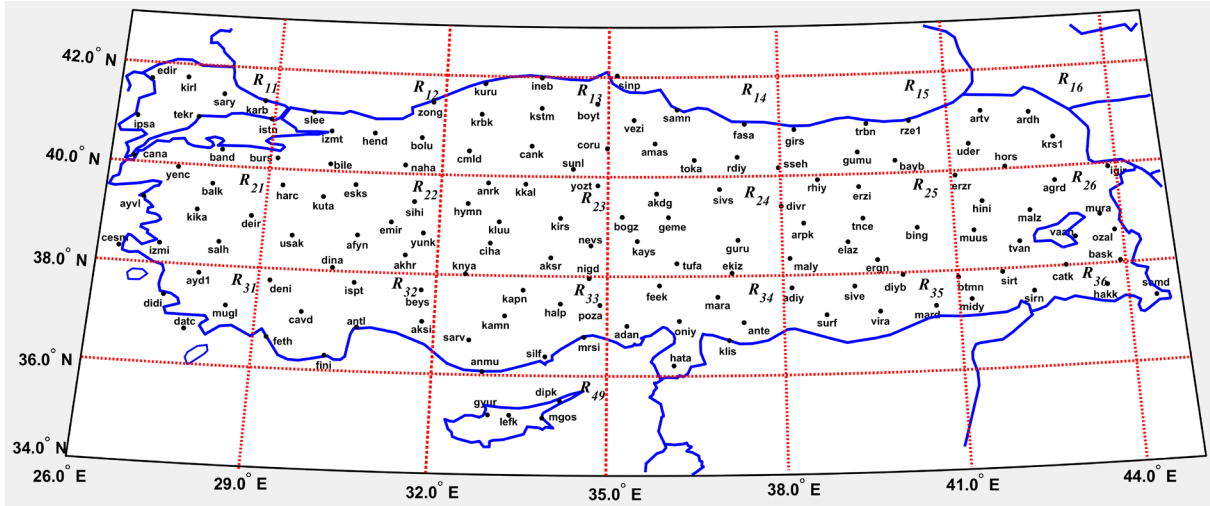 42.0° N
edir
kirl
sary
R11
karb
ipsa
tekr
istn
slee
izmt
hend
bolu
R12
zong
kuru
ineb
R13
sinp
krbk
kstm
boyt
vezi
samn
R14
fasa
girs
R15
trbn
rze1
artv
ardh
R16
krs1
40.0° N
cana
yenc
band
burs
bile
naha
cmld
cank
sunl
coru
amas
toka
rdiy
sseh
gumu
bayb
uder
hors
igir
balk
R21
harc
esks
kuta
R22
sihi
anrk
kkal
yozt
R23
akdg
sivs
R24
divr
rhiy
erzi
R25
erzr
agrd
R26
ayvl
kika
deir
usak
afyn
emir
yunk
hymn
kluu
kirs
bogz
geme
arpk
tnce
hini
malz
mura
cesm
izmi
salh
dina
akhr
ciha
nevs
kays
guru
elaz
bing
muus
tvan
vaan
ozal
38.0° N
ayd1
R31
deni
ispt
R32
beys
knya
aksr
nigd
R33
tufa
ekiz
maly
ergn
diyb
R35
btmn
sirt
catk
bask
R36
didi
datc
mugl
cavd
antl
aksi
kapn
halp
poza
feek
mara
R34
adiy
sive
mard
midy
sirn
hakk
semd
36.0° N
feth
fini
sarv
kamn
anmu
silf
mrsi
adan
oniy
hata
ante
klis
surf
vira
R49
dipk
gyur
lefk
mgos
34.0° N
26.0° E
29.0° E
32.0° E
35.0° E
38.0° E
41.0° E
44.0° E